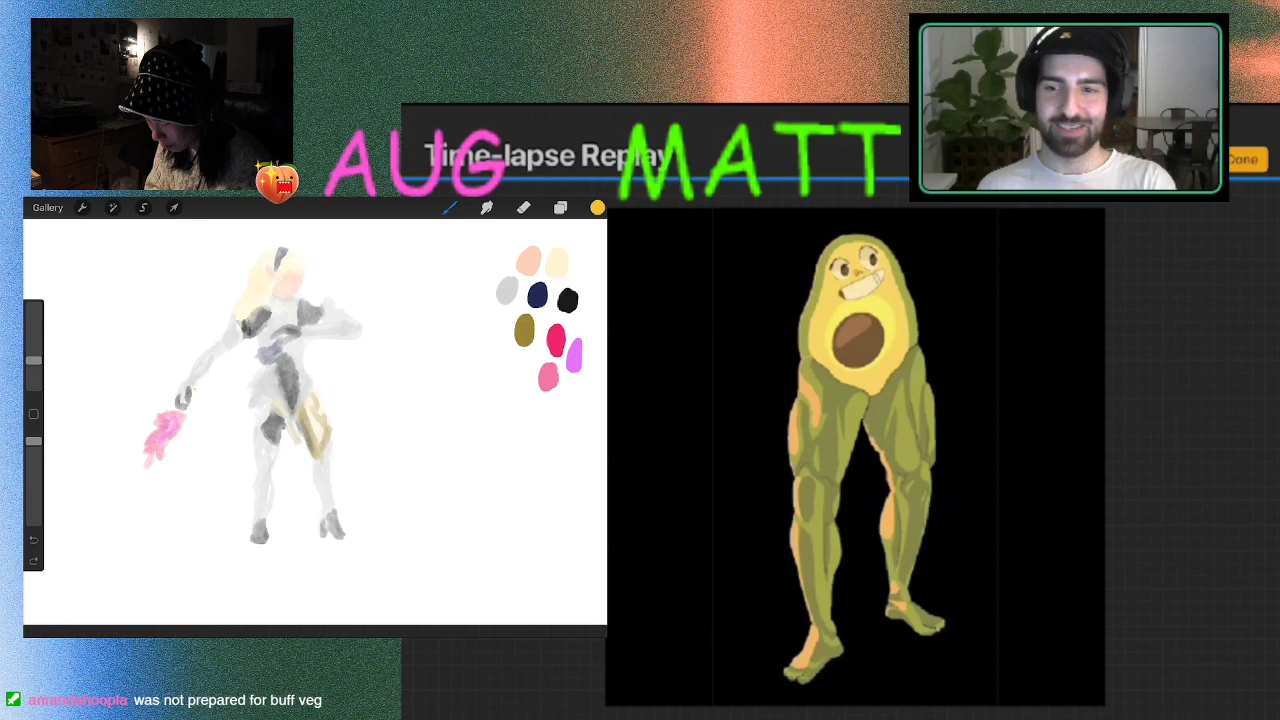 AUG
MATT
Time-lapse Replay
Done
Gallery
amandahoopla was not prepared for buff veg